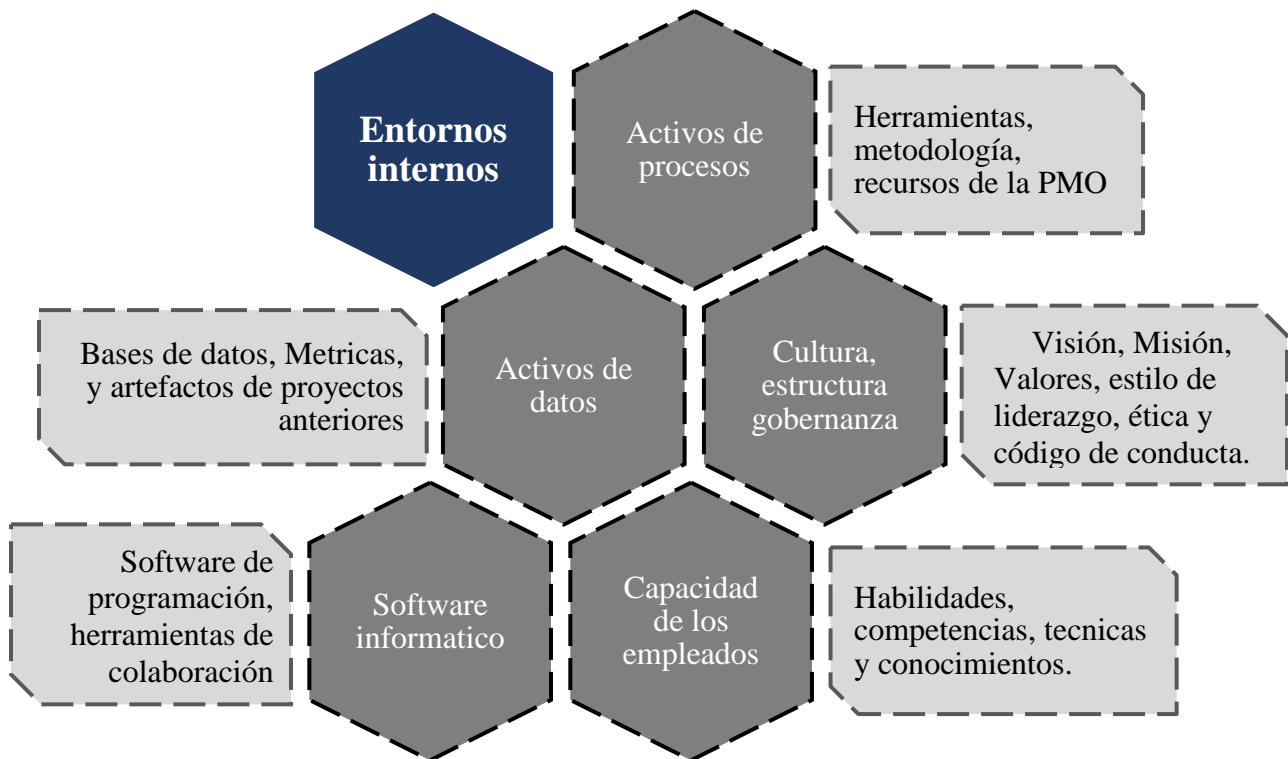 Entornos
internos
Activos de
procesos
Herramientas,
metodología,
recursos de la PMO
Bases de datos, Metricas,
y artefactos de proyectos
anteriores
Activos de
datos
Cultura,
estructura
gobernanza
Visión, Misión,
Valores, estilo de
liderazgo, ética y
código de conducta.
Software de
programación,
herramientas de
colaboración
Software
informatico
Capacidad
de los
empleados
Habilidades,
competencias, tecnicas
y conocimientos.